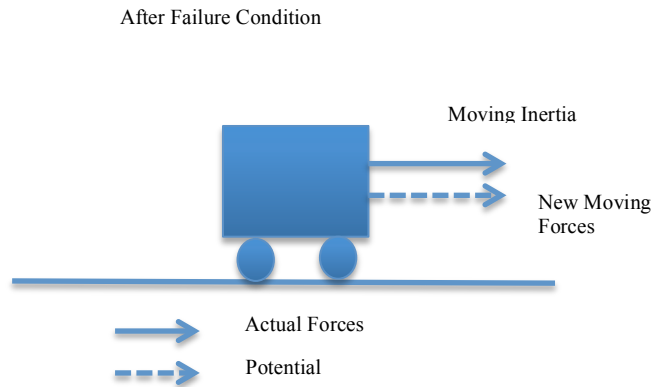 After Failure Condition
Moving Inertia
New Moving
Forces
Actual Forces
Potential